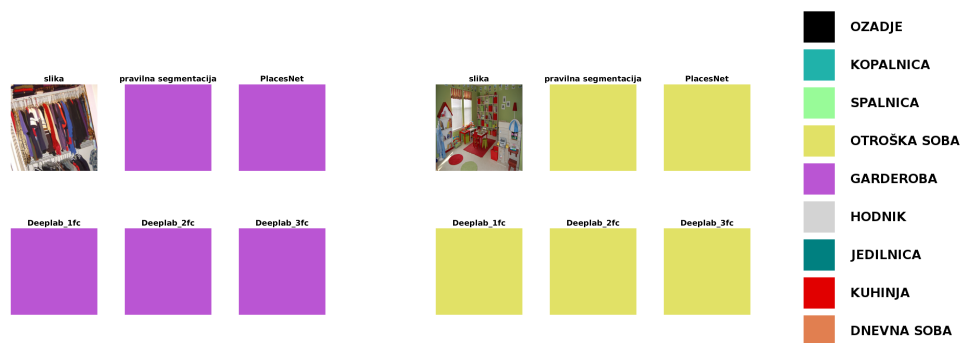 slika
pravilna segmentacija
PlacesNet
Deeplab_1fc
Deeplab_2fc
Deeplab_3fc
slika
pravilna segmentacija
PlacesNet
Deeplab_1fc
Deeplab_2fc
Deeplab_3fc
OZADJE
KOPALNICA
SPALNICA
OTROŠKA SOBA
GARDEROBA
HODNIK
JEDILNICA
KUHINJA
DNEVNA SOBA